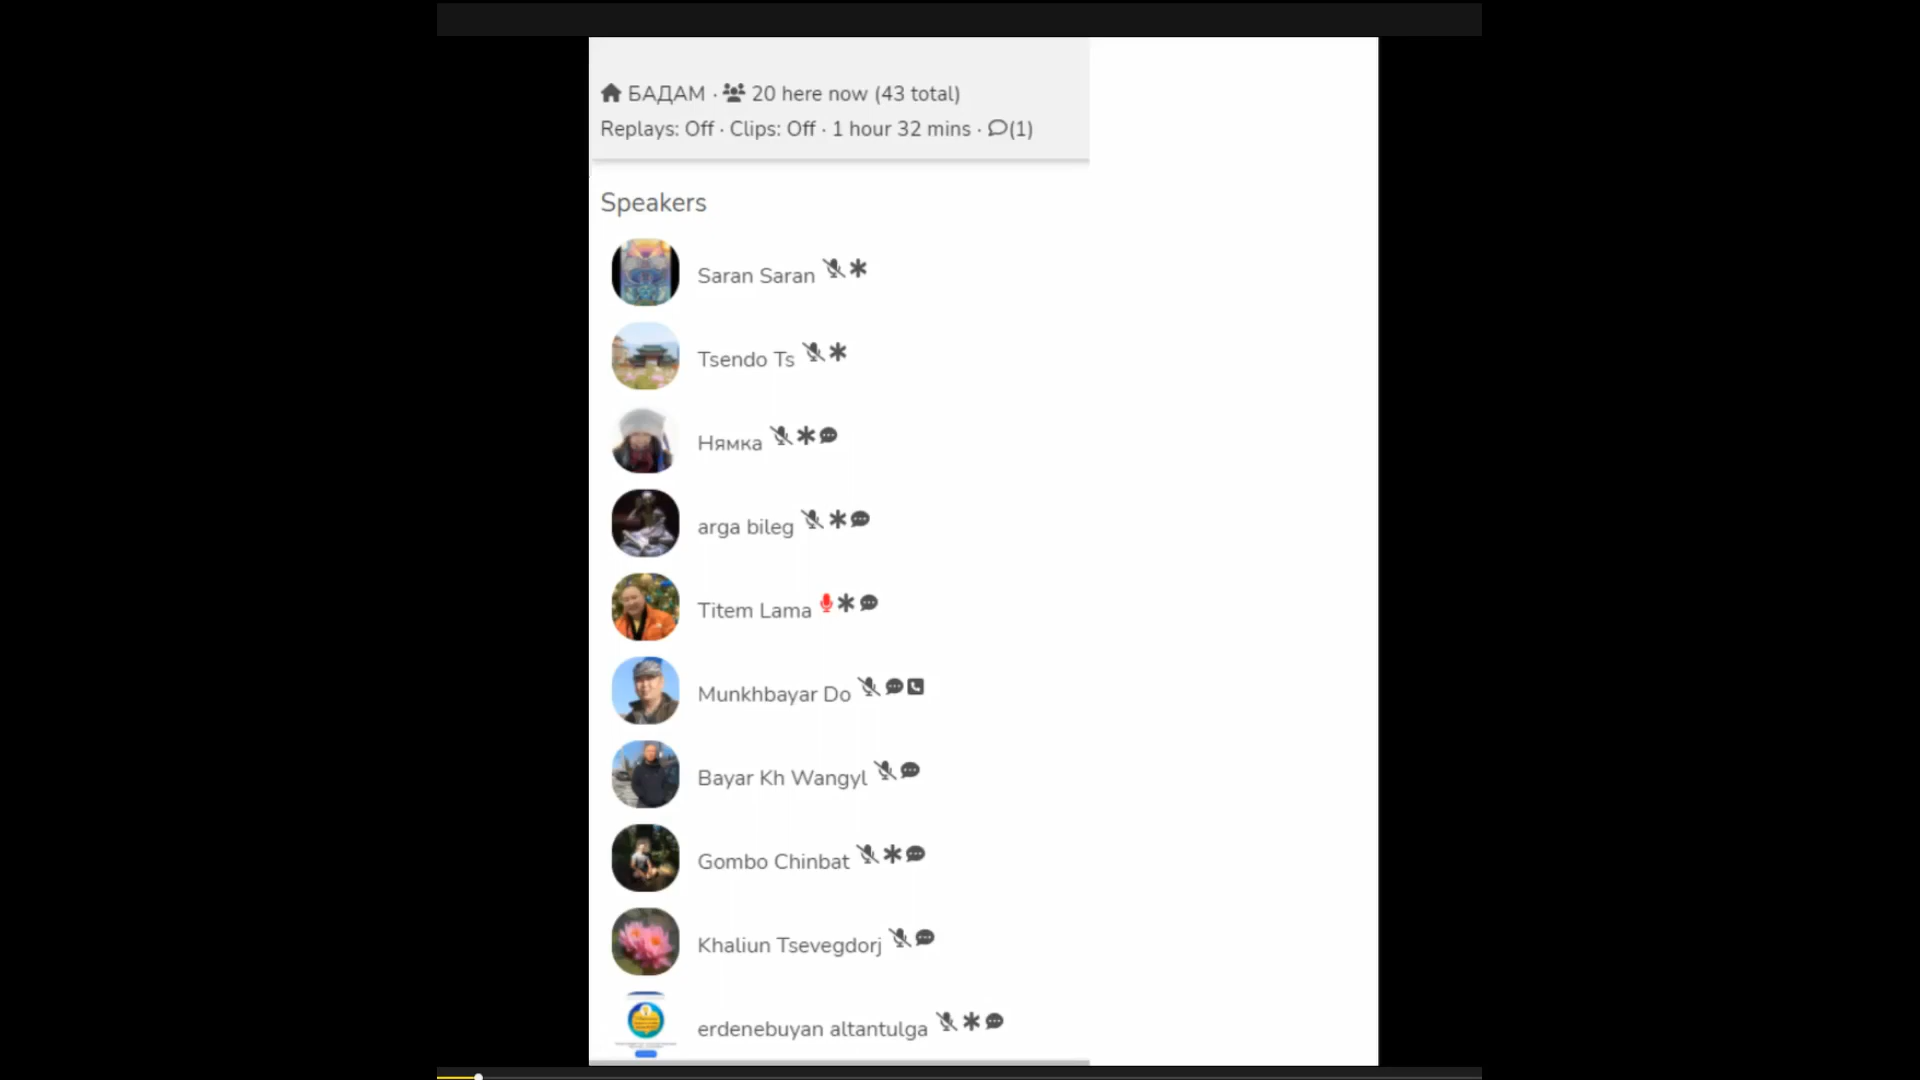 БАДАМ · 20 here now (43 total)
Replays: Off · Clips: Off · 1 hour 32 mins · (1)
Speakers
Saran Saran
Tsendo Ts
Нямка
arga bileg
Titem Lama
Munkhbayar Do
Bayar Kh Wangyl
Gombo Chinbat
Khaliun Tsevegdorj
erdenebuyan altantulga